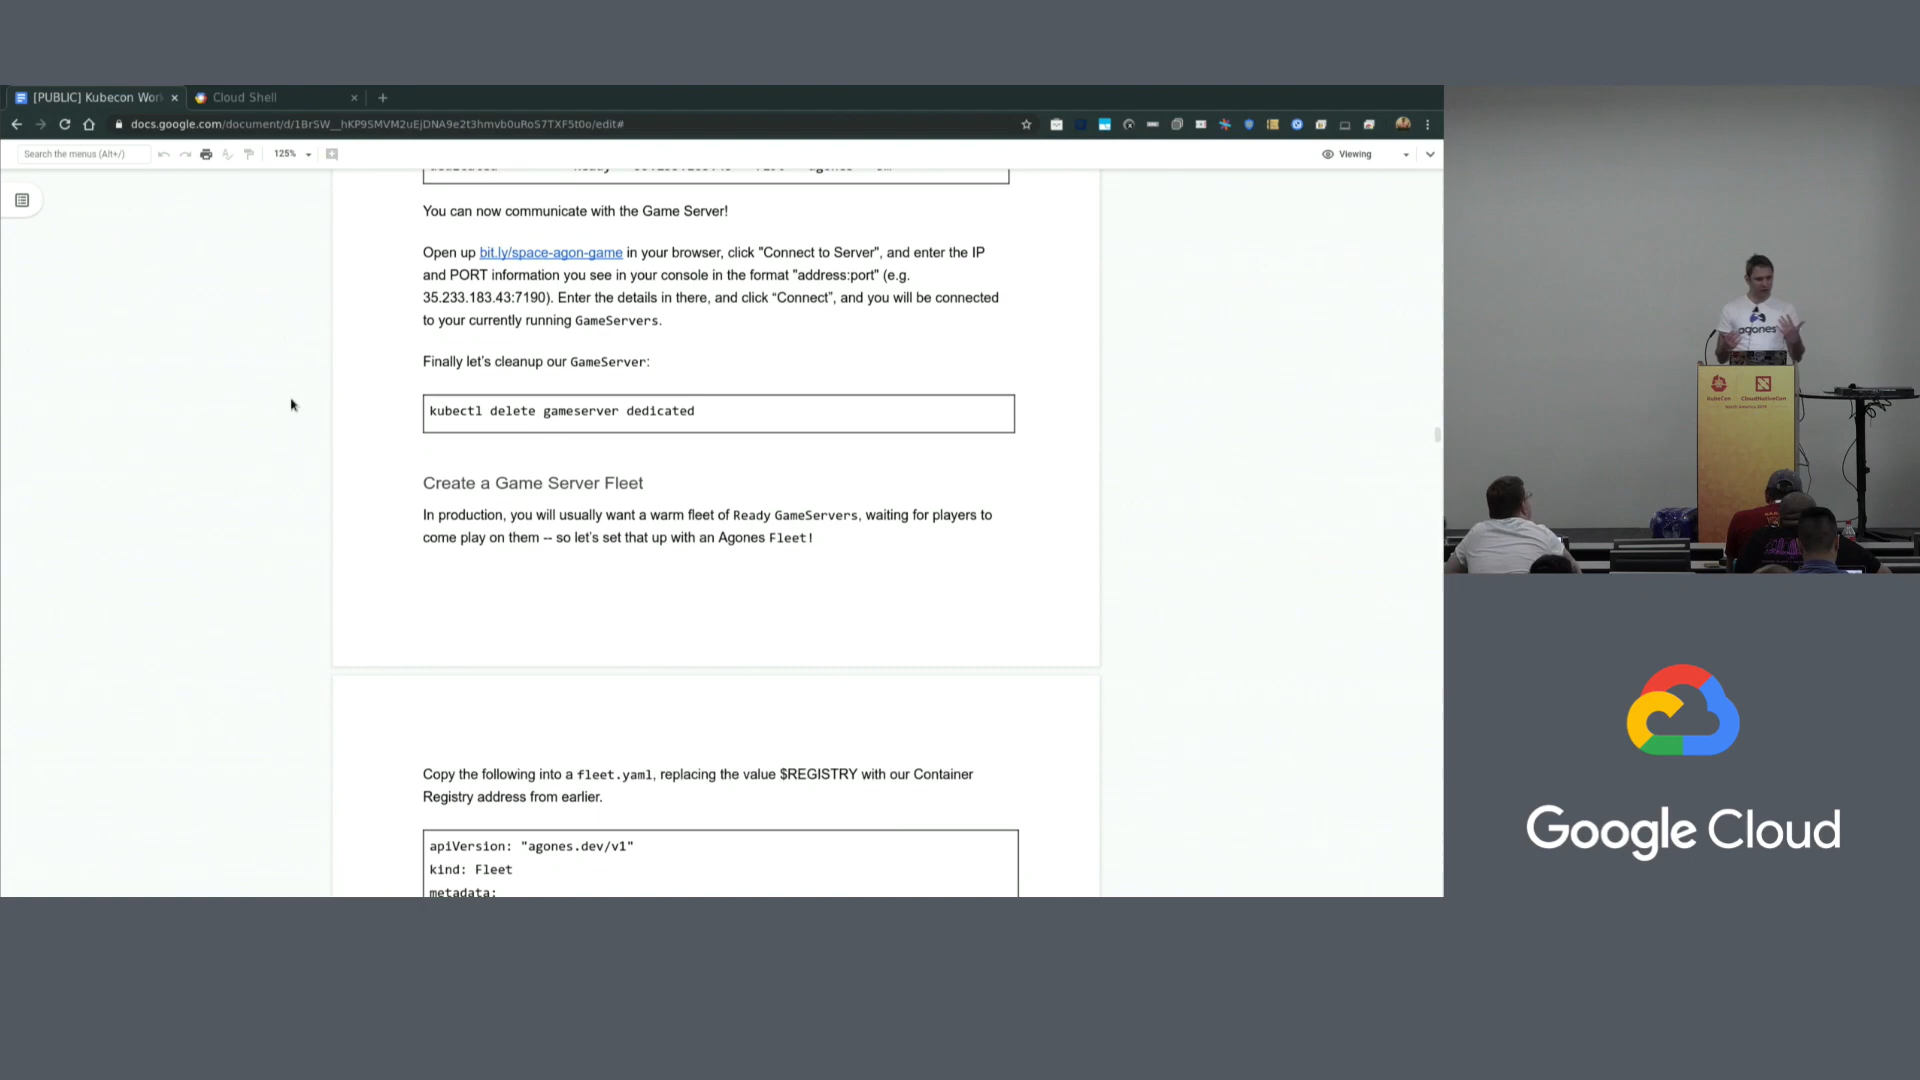 [PUBLIC] Kubecon Wor
Cloud Shell
docs.google.com/document/d/1BrSW__hKP9SMVM2uEjDNA9e2t3hmvb0uRoS7TXF5t0o/edit#
Search the menus (Alt+/)
125%
Viewing
You can now communicate with the Game Server!
Open up bit.ly/space-agon-game in your browser, click "Connect to Server", and enter the IP
and PORT information you see in your console in the format "address:port" (e.g.
35.233.183.43:7190). Enter the details in there, and click “Connect”, and you will be connected
to your currently running GameServers.
Finally let’s cleanup our GameServer:
kubectl delete gameserver dedicated
Create a Game Server Fleet
In production, you will usually want a warm fleet of Ready GameServers, waiting for players to
come play on them -- so let’s set that up with an Agones Fleet!
Copy the following into a fleet.yaml, replacing the value $REGISTRY with our Container
Registry address from earlier.
apiVersion: "agones.dev/v1"
kind: Fleet
metadata:
agones
KubeCon CloudNativeCon
North America 2019
Google Cloud